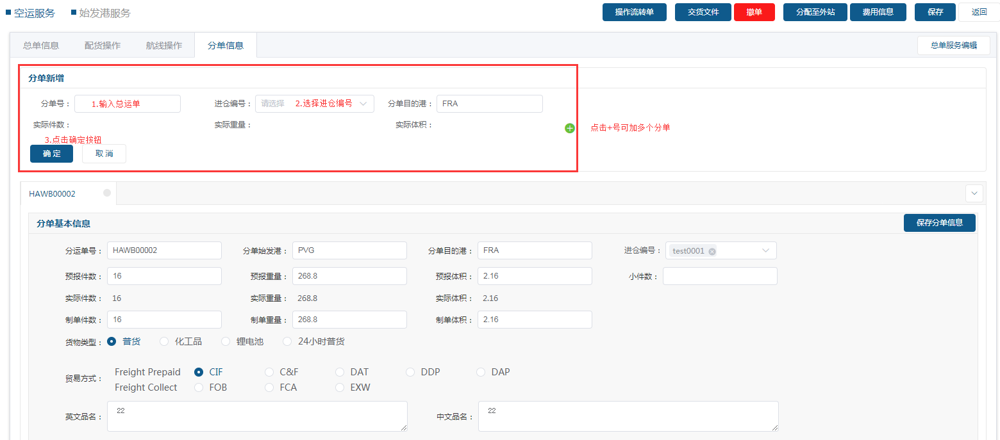 空运服务 始发港服务 操作流转单 交货文件 撤单 分配至外站 费用信息 保存 返回
总单信息 配货操作 航线操作 分单信息 总单服务编辑
分单新增
分单号： 1.输入总运单 进仓编号： 请选择 2.选择进仓编号 分单目的港： FRA
实际件数： 实际重量： 实际体积： 点击+号可加多个分单
3.点击确定按钮
确 定 取 消
HAWB00002
分单基本信息 保存分单信息
分运单号： HAWB00002 分单始发港： PVG 分单目的港： FRA 进仓编号： test0001
预报件数： 16 预报重量： 268.8 预报体积： 2.16 小件数：
实际件数： 16 实际重量： 268.8 实际体积： 2.16
制单件数： 16 制单重量： 268.8 制单体积： 2.16
货物类型： 普货 化工品 锂电池 24小时普货
贸易方式： Freight Prepaid CIF C&F DAT DDP DAP
Freight Collect FOB FCA EXW
英文品名： 22 中文品名： 22